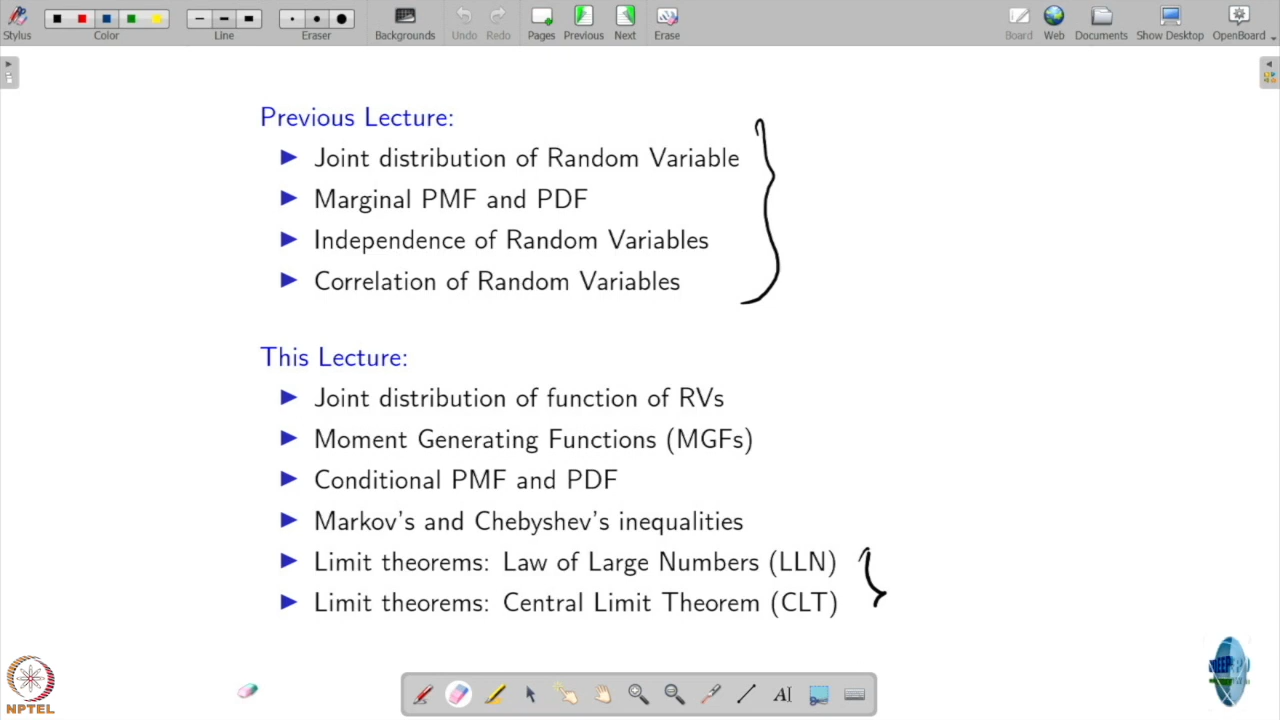 Stylus Color Line Eraser Backgrounds Undo Redo Pages Previous Next Erase Board Web Documents Show Desktop OpenBoard
Previous Lecture:
Joint distribution of Random Variable
Marginal PMF and PDF
Independence of Random Variables
Correlation of Random Variables
This Lecture:
Joint distribution of function of RVs
Moment Generating Functions (MGFs)
Conditional PMF and PDF
Markov's and Chebyshev's inequalities
Limit theorems: Law of Large Numbers (LLN)
Limit theorems: Central Limit Theorem (CLT)
NPTEL